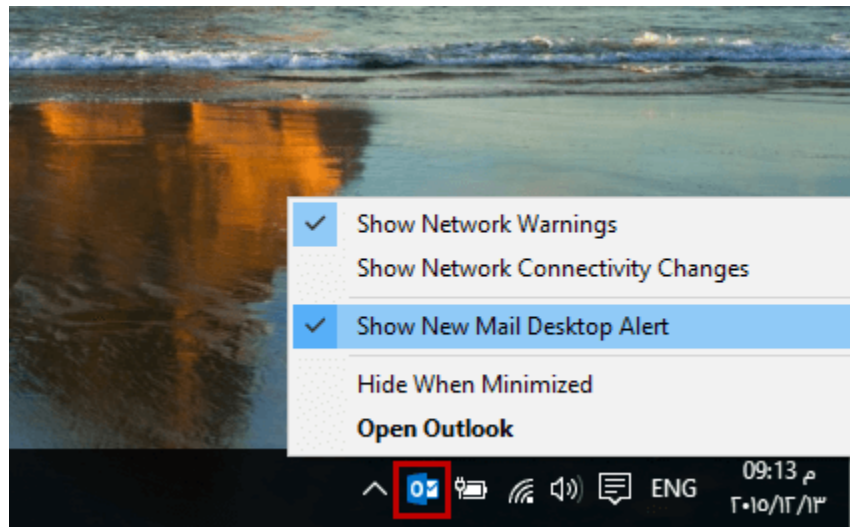 Show Network Warnings
Show Network Connectivity Changes
Show New Mail Desktop Alert
Hide When Minimized
Open Outlook
ENG
09:13 م
٢٠١٥/١٢/١٣